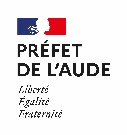 PRÉFET
DE L'AUDE
Liberté
Égalité
Fraternité